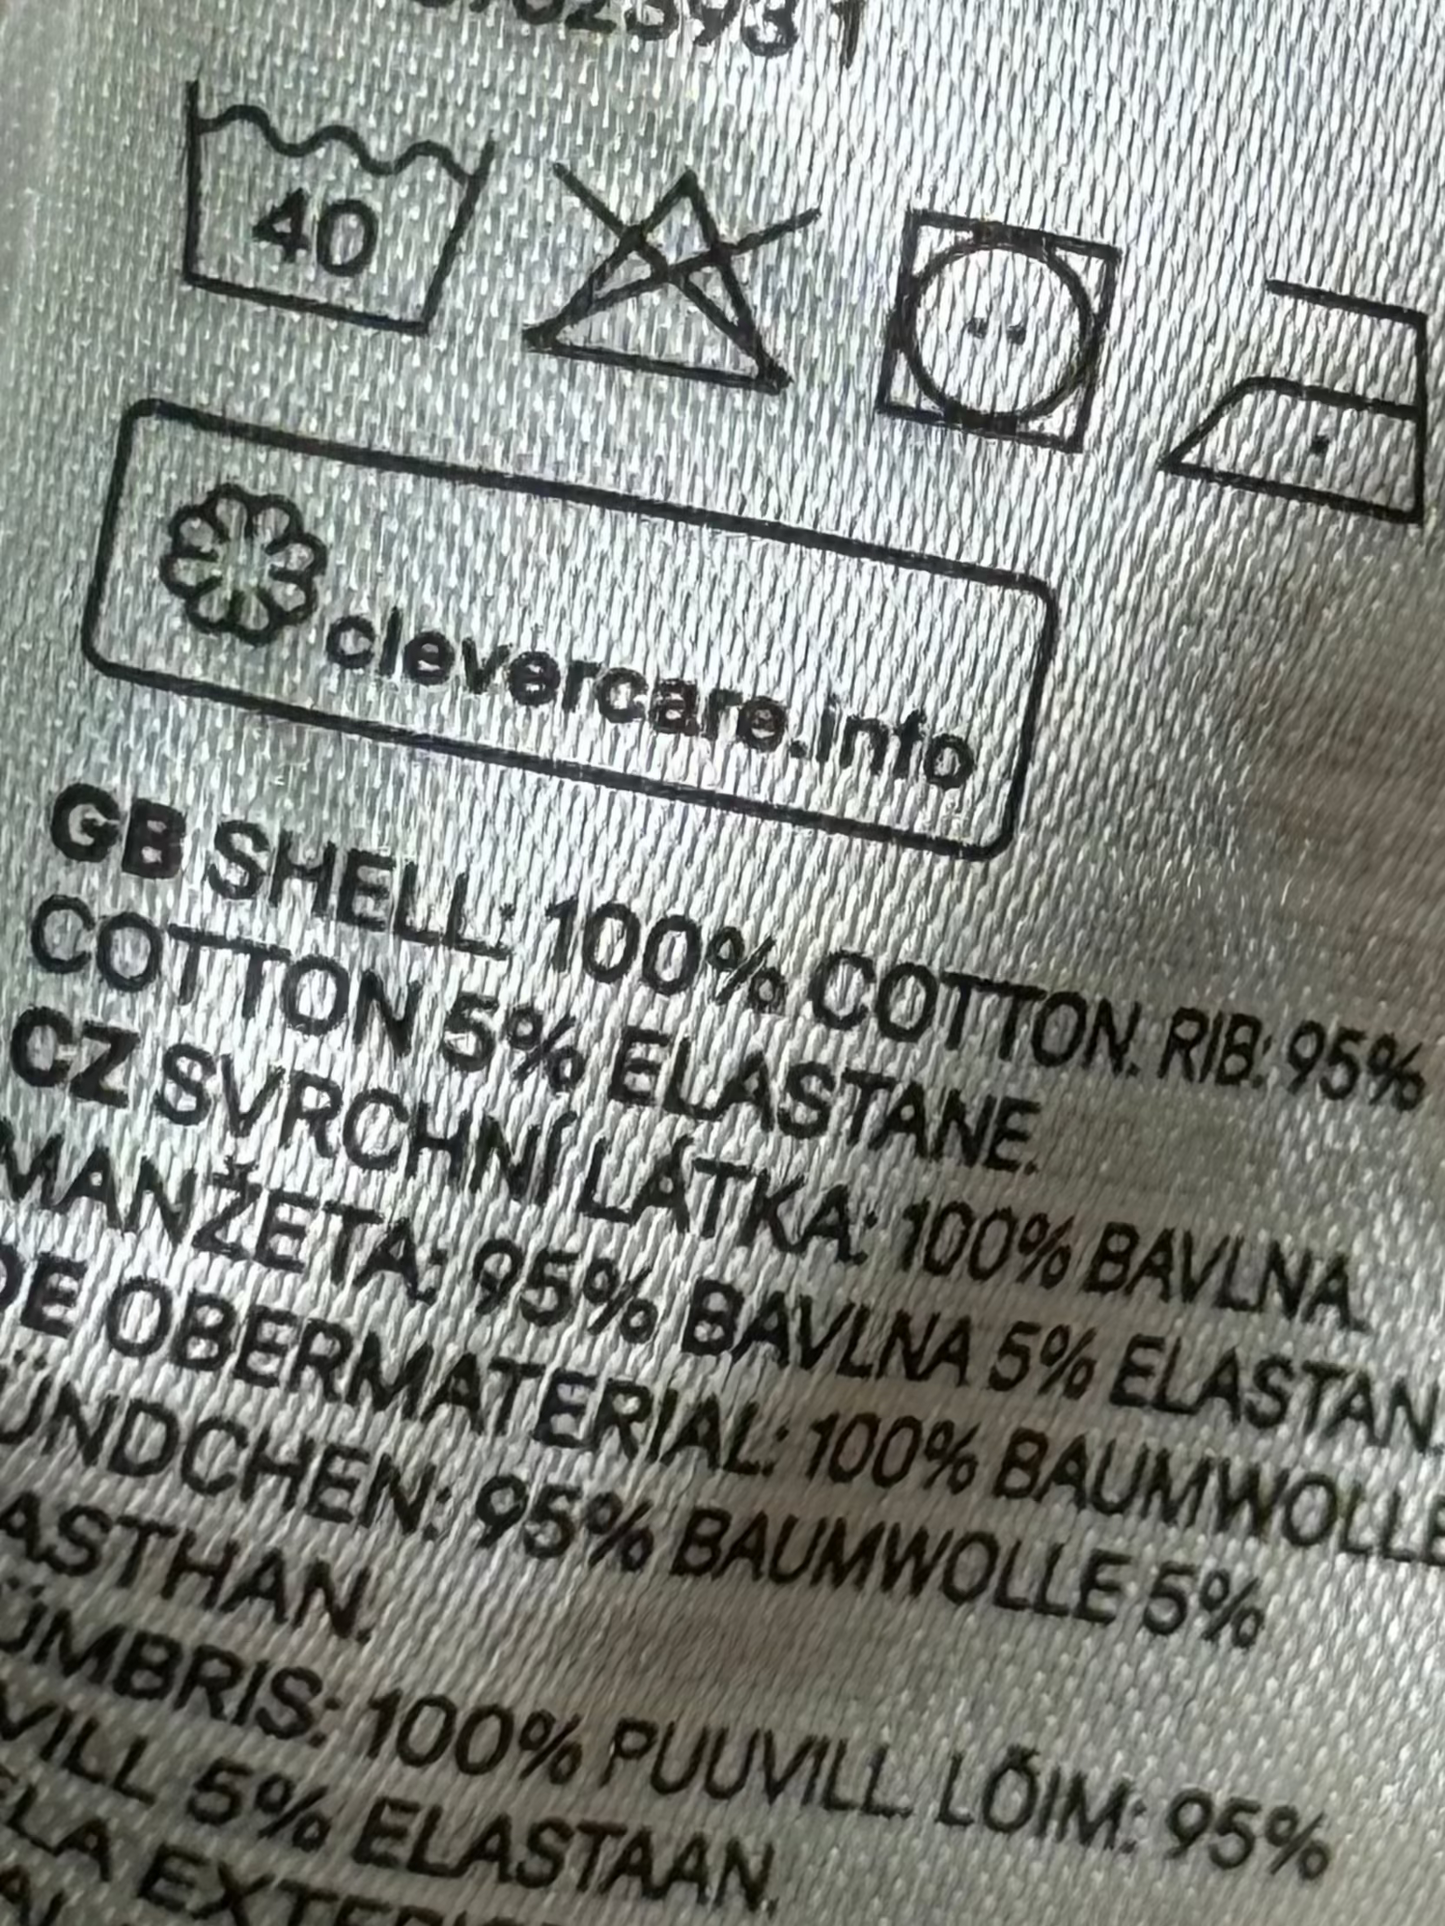 40
clevercare.info
GB SHELL: 100% COTTON. RIB: 95%
COTTON 5% ELASTANE.
CZ SVRCHNÍ LÁTKA: 100% BAVLNA.
MANŽETA: 95% BAVLNA 5% ELASTAN.
DE OBERMATERIAL: 100% BAUMWOLLE
ÜNDCHEN: 95% BAUMWOLLE 5%
ASTHAN.
ÜMBRIS: 100% PUUVILL. LÕIM: 95%
VILL 5% ELASTAAN.